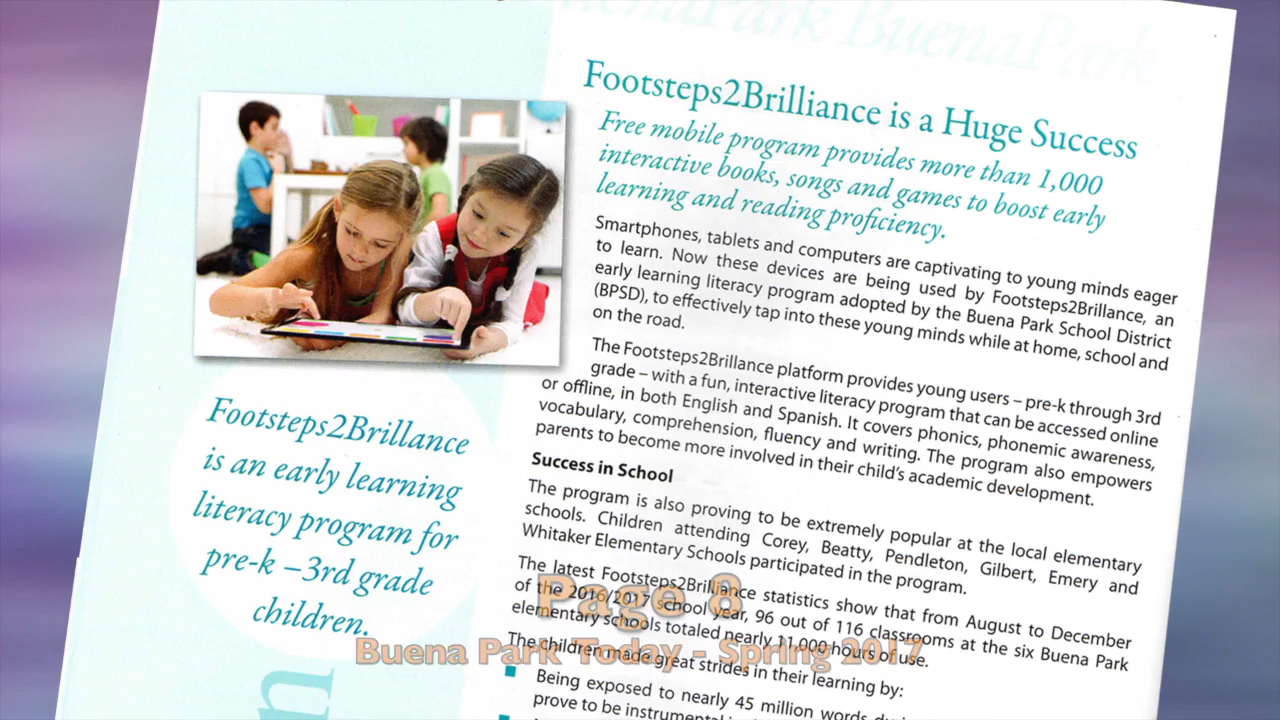 BuenaPark BuenaPark
Footsteps2Brilliance is a Huge Success
Free mobile program provides more than 1,000
interactive books, songs and games to boost early
learning and reading proficiency.
Smartphones, tablets and computers are captivating to young minds eager
to learn. Now these devices are being used by Footsteps2Brilliance, an
early learning literacy program adopted by the Buena Park School District
(BPSD), to effectively tap into these young minds while at home, school and
on the road.
The Footsteps2Brillance platform provides young users – pre-k through 3rd
grade – with a fun, interactive literacy program that can be accessed online
or offline, in both English and Spanish. It covers phonics, phonemic awareness,
vocabulary, comprehension, fluency and writing. The program also empowers
parents to become more involved in their child's academic development.
Success in School
The program is also proving to be extremely popular at the local elementary
schools. Children attending Corey, Beatty, Pendleton, Gilbert, Emery and
Whitaker Elementary Schools participated in the program.
The latest Footsteps2Brilliance statistics show that from August to December
of the 2016/2017 school year, 96 out of 116 classrooms at the six Buena Park
elementary schools totaled nearly 11,000 hours of use.
The children made great strides in their learning by:
Being exposed to nearly 45 million words
prove to be instrumental
Footsteps2Brillance
is an early learning
literacy program for
pre-k –3rd grade
children.
Page 8
Buena Park Today - Spring 2017